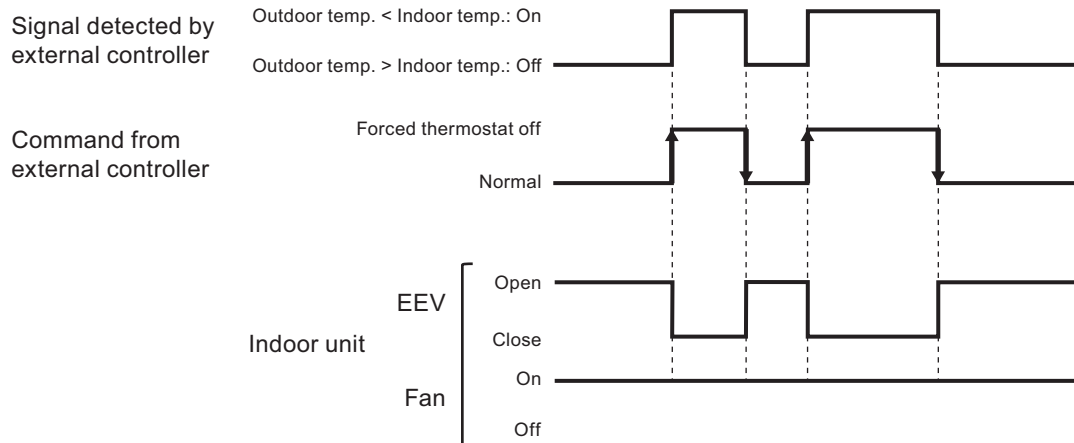 Signal detected by
external controller
Outdoor temp. < Indoor temp.: On
Outdoor temp. > Indoor temp.: Off
Command from
external controller
Forced thermostat off
Normal
Indoor unit
EEV
Open
Close
Fan
On
Off